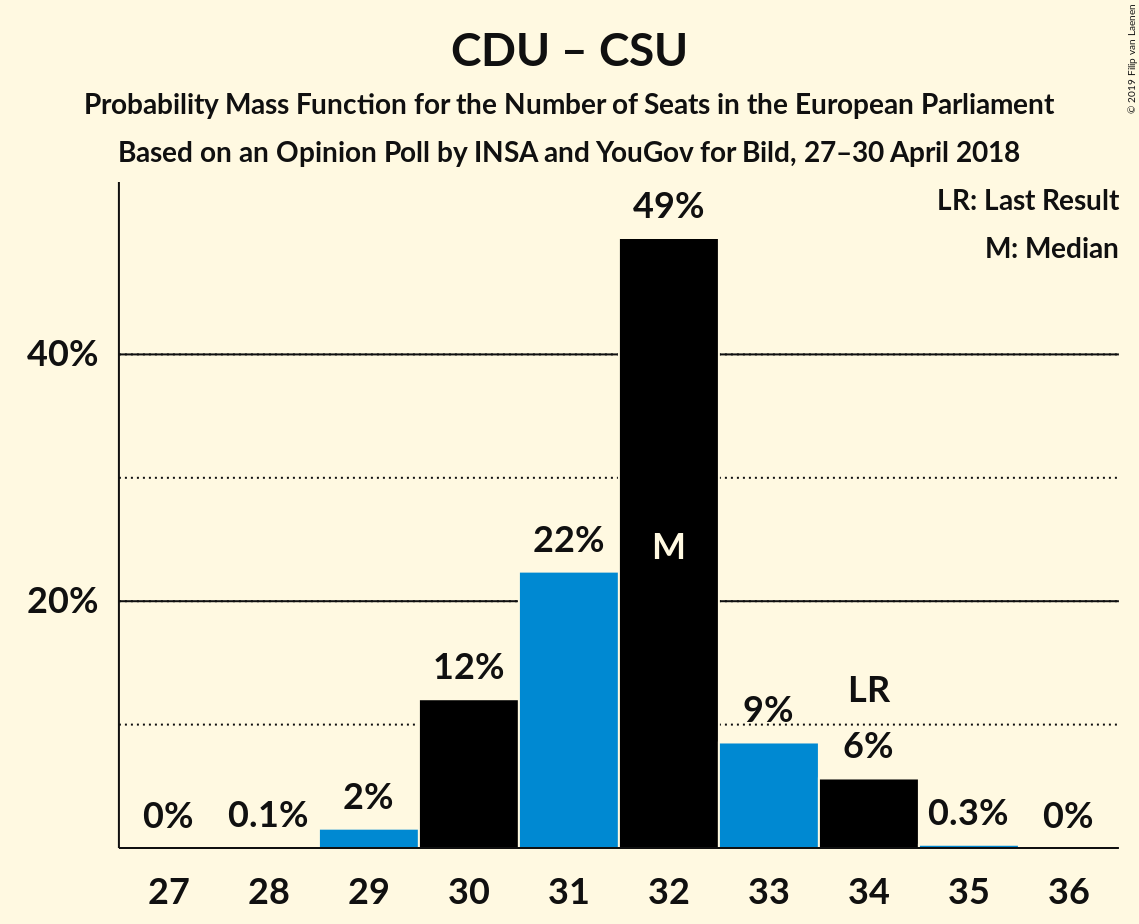 CDU – CSU
Probability Mass Function for the Number of Seats in the European Parliament
Based on an Opinion Poll by INSA and YouGov for Bild, 27–30 April 2018
© 2019 Filip van Laenen
LR: Last Result
M: Median
49%
40%
22%
M
20%
12%
LR
9%
6%
2%
0%
0.1%
0.3%
0%
27 28 29 30 31 32 33 34 35 36